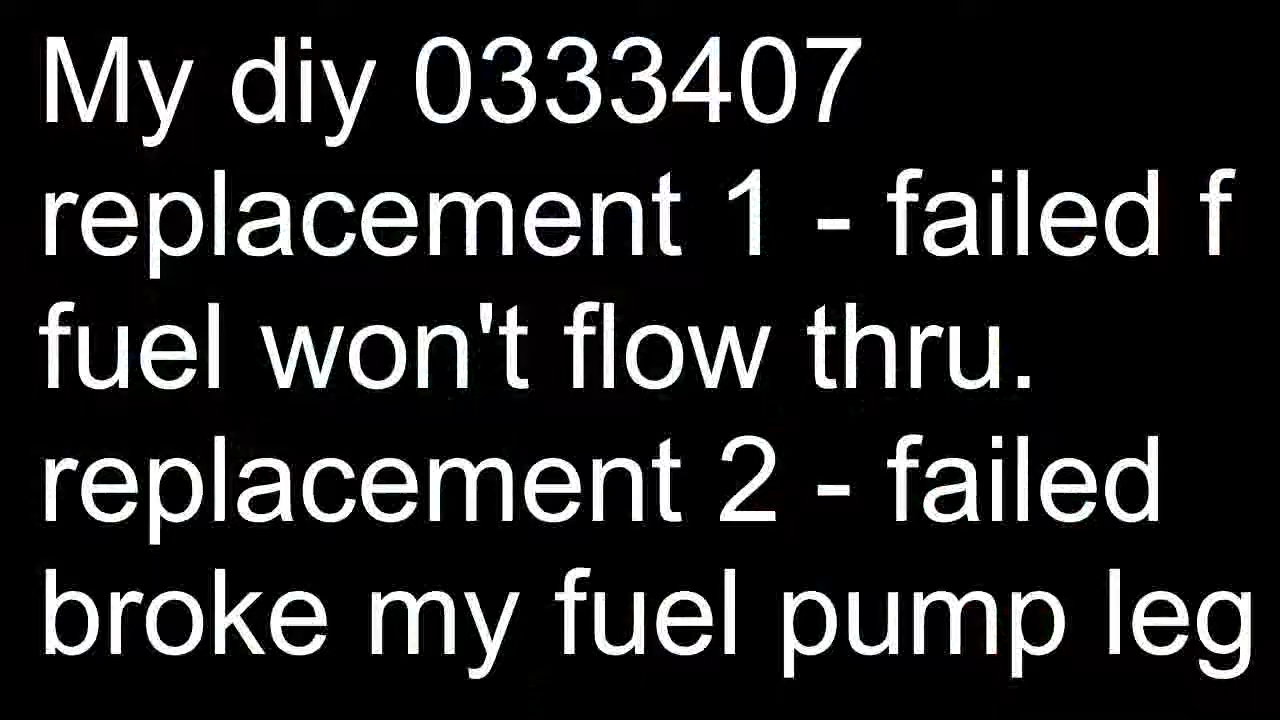 My diy 0333407
replacement 1 - failed f
fuel won't flow thru.
replacement 2 - failed
broke my fuel pump leg